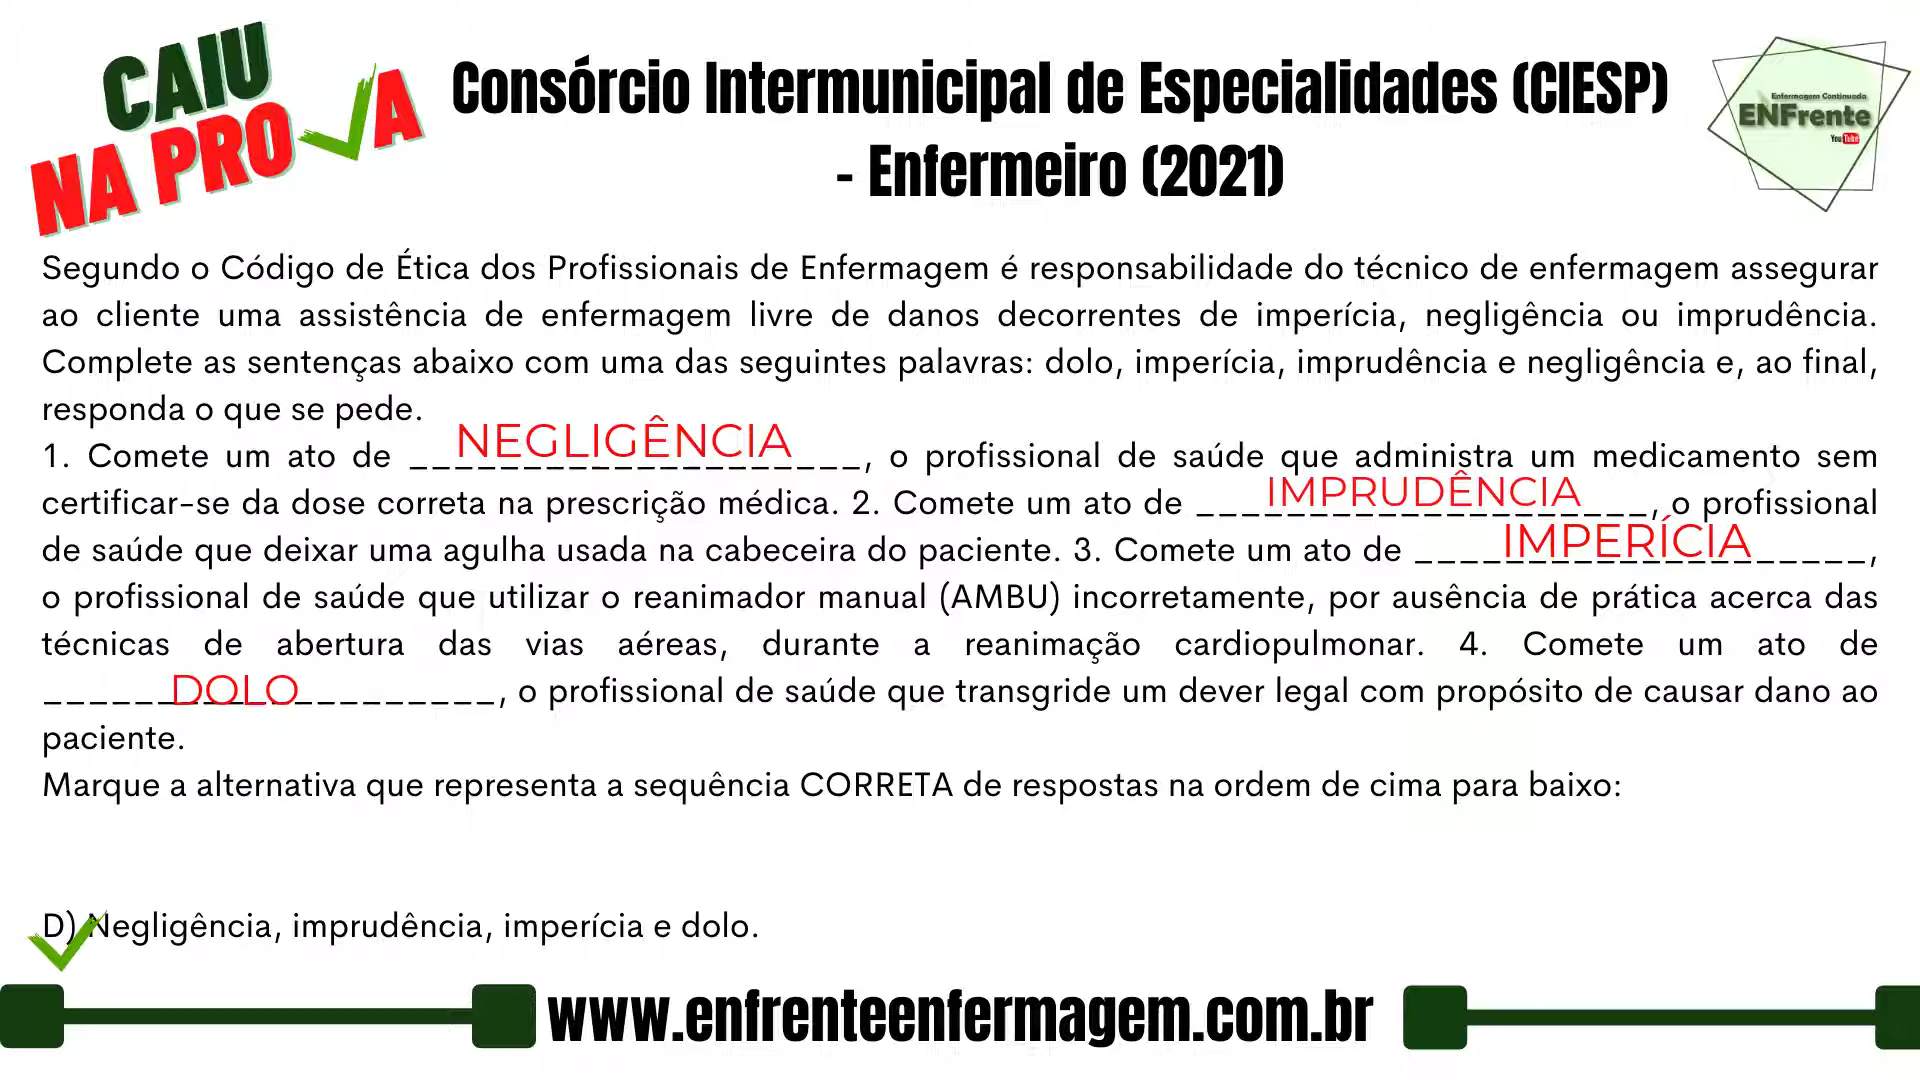 CAIU
NA PROVA
Consórcio Intermunicipal de Especialidades (CIESP)
- Enfermeiro (2021)
Enfermagem Continuada
ENFrente
YouTube
Segundo o Código de Ética dos Profissionais de Enfermagem é responsabilidade do técnico de enfermagem assegurar
ao cliente uma assistência de enfermagem livre de danos decorrentes de imperícia, negligência ou imprudência.
Complete as sentenças abaixo com uma das seguintes palavras: dolo, imperícia, imprudência e negligência e, ao final,
responda o que se pede.
1. Comete um ato de NEGLIGÊNCIA, o profissional de saúde que administra um medicamento sem
certificar-se da dose correta na prescrição médica. 2. Comete um ato de IMPRUDÊNCIA, o profissional
de saúde que deixar uma agulha usada na cabeceira do paciente. 3. Comete um ato de IMPERÍCIA,
o profissional de saúde que utilizar o reanimador manual (AMBU) incorretamente, por ausência de prática acerca das
técnicas de abertura das vias aéreas, durante a reanimação cardiopulmonar. 4. Comete um ato de
DOLO, o profissional de saúde que transgride um dever legal com propósito de causar dano ao
paciente.
Marque a alternativa que representa a sequência CORRETA de respostas na ordem de cima para baixo:
D) Negligência, imprudência, imperícia e dolo.
www.enfrenteenfermagem.com.br